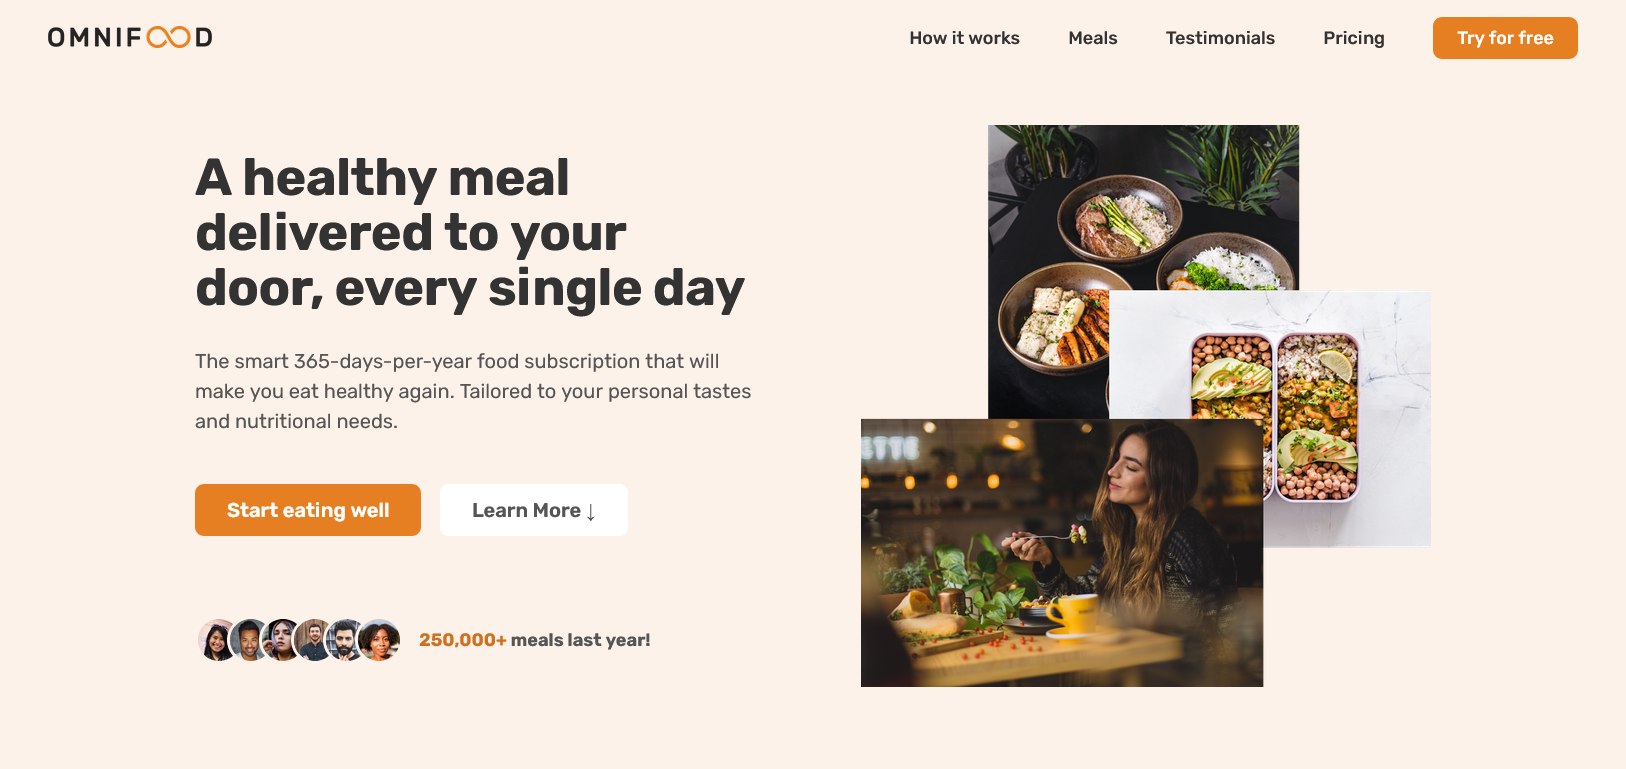 OMNIFOOD
How it works
Meals
Testimonials
Pricing
Try for free
A healthy meal
delivered to your
door, every single day
The smart 365-days-per-year food subscription that will
make you eat healthy again. Tailored to your personal tastes
and nutritional needs.
Start eating well
Learn More ↓
250,000+ meals last year!